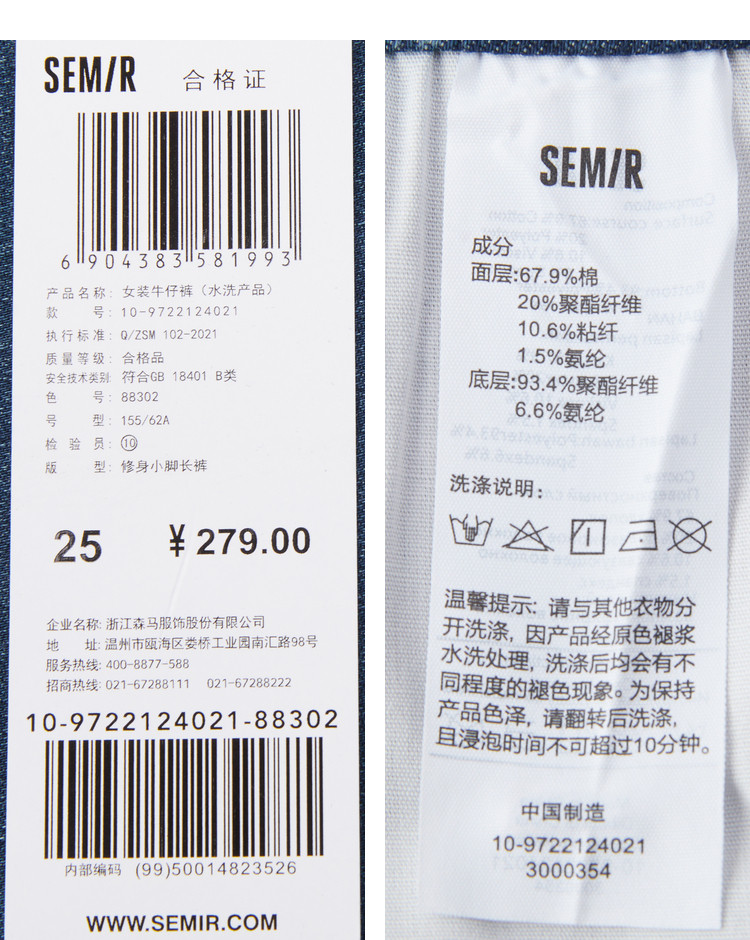 SEMIR 合格证
6 904383 581993
产品名称: 女装牛仔裤（水洗产品）
款 号: 10-9722124021
执行标准: Q/ZSM 102-2021
质量等级: 合格品
安全技术类别: 符合GB 18401 B类
色 号: 88302
号 型: 155/62A
检 验 员: ⑩
版 型: 修身小脚长裤
25 ¥279.00
企业名称: 浙江森马服饰股份有限公司
地 址: 温州市瓯海区娄桥工业园南汇路98号
服务热线: 400-8877-588
招商热线: 021-67288111 021-67288222
10-9722124021-88302
内部编码 (99)50014823526
WWW.SEMIR.COM
SEMIR
成分
面层:67.9%棉
20%聚酯纤维
10.6%粘纤
1.5%氨纶
底层:93.4%聚酯纤维
6.6%氨纶
洗涤说明:
温馨提示: 请与其他衣物分
开洗涤, 因产品经原色褪浆
水洗处理, 洗涤后均会有不
同程度的褪色现象。为保持
产品色泽, 请翻转后洗涤,
且浸泡时间不可超过10分钟。
中国制造
10-9722124021
3000354